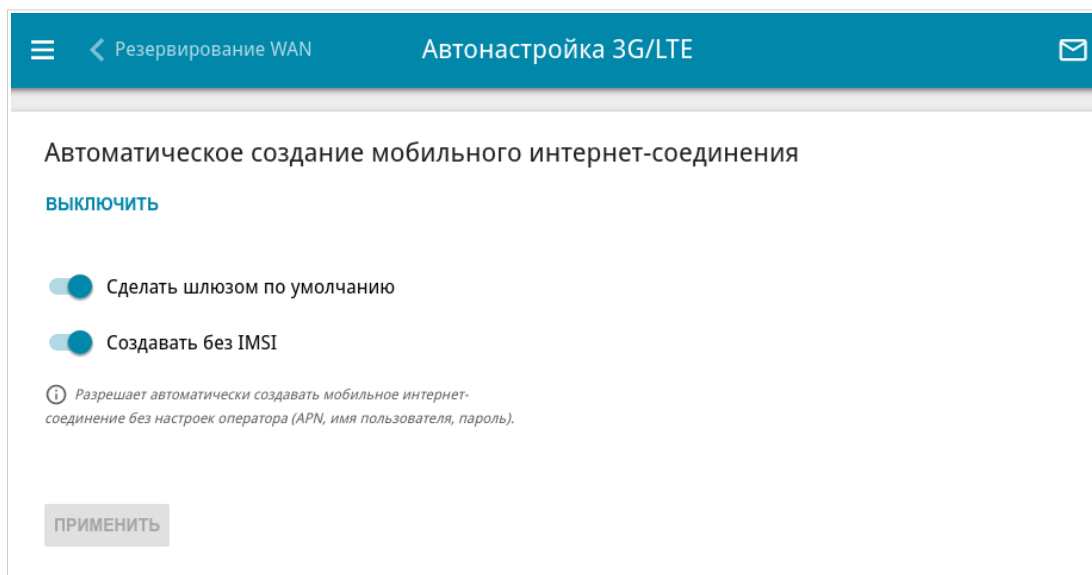 Резервирование WAN
Автонастройка 3G/LTE
Автоматическое создание мобильного интернет-соединения
ВЫКЛЮЧИТЬ
Сделать шлюзом по умолчанию
Создавать без IMSI
Разрешает автоматически создавать мобильное интернет-
соединение без настроек оператора (APN, имя пользователя, пароль).
ПРИМЕНИТЬ